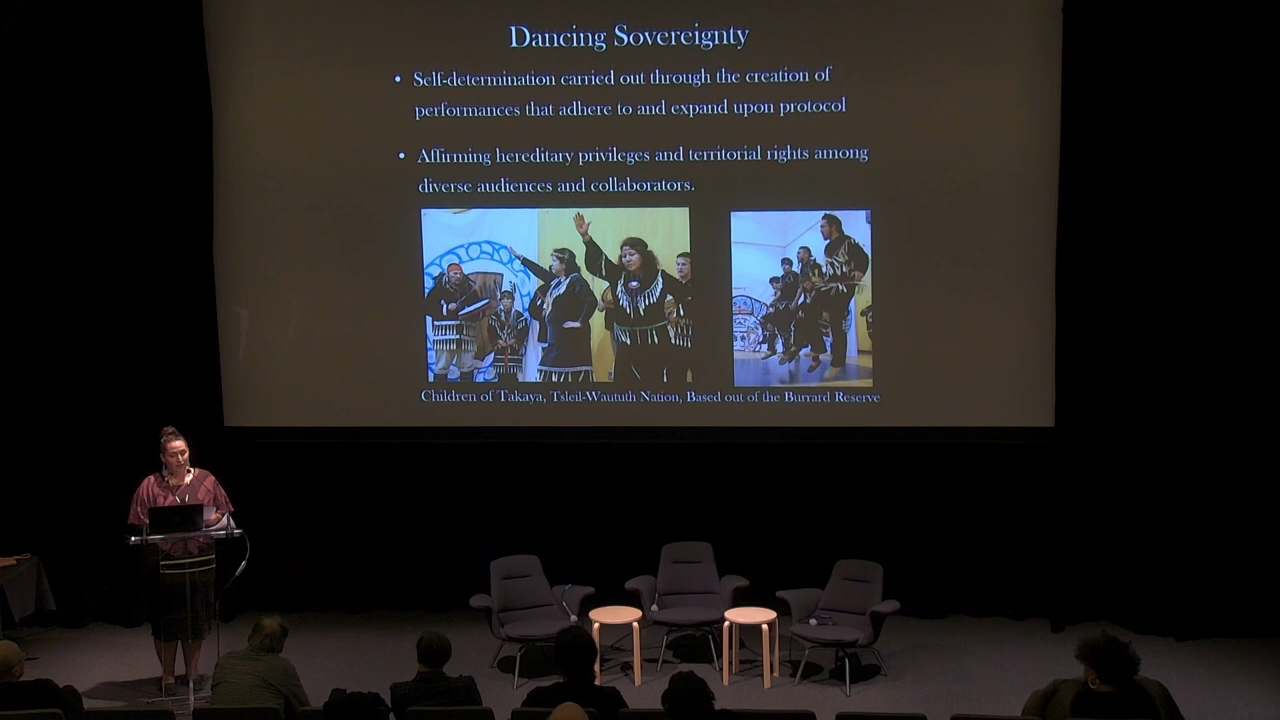 Dancing Sovereignty
• Self-determination carried out through the creation of
performances that adhere to and expand upon protocol
• Affirming hereditary privileges and territorial rights among
diverse audiences and collaborators.
Children of Takaya, Tsleil-Waututh Nation, Based out of the Burrard Reserve